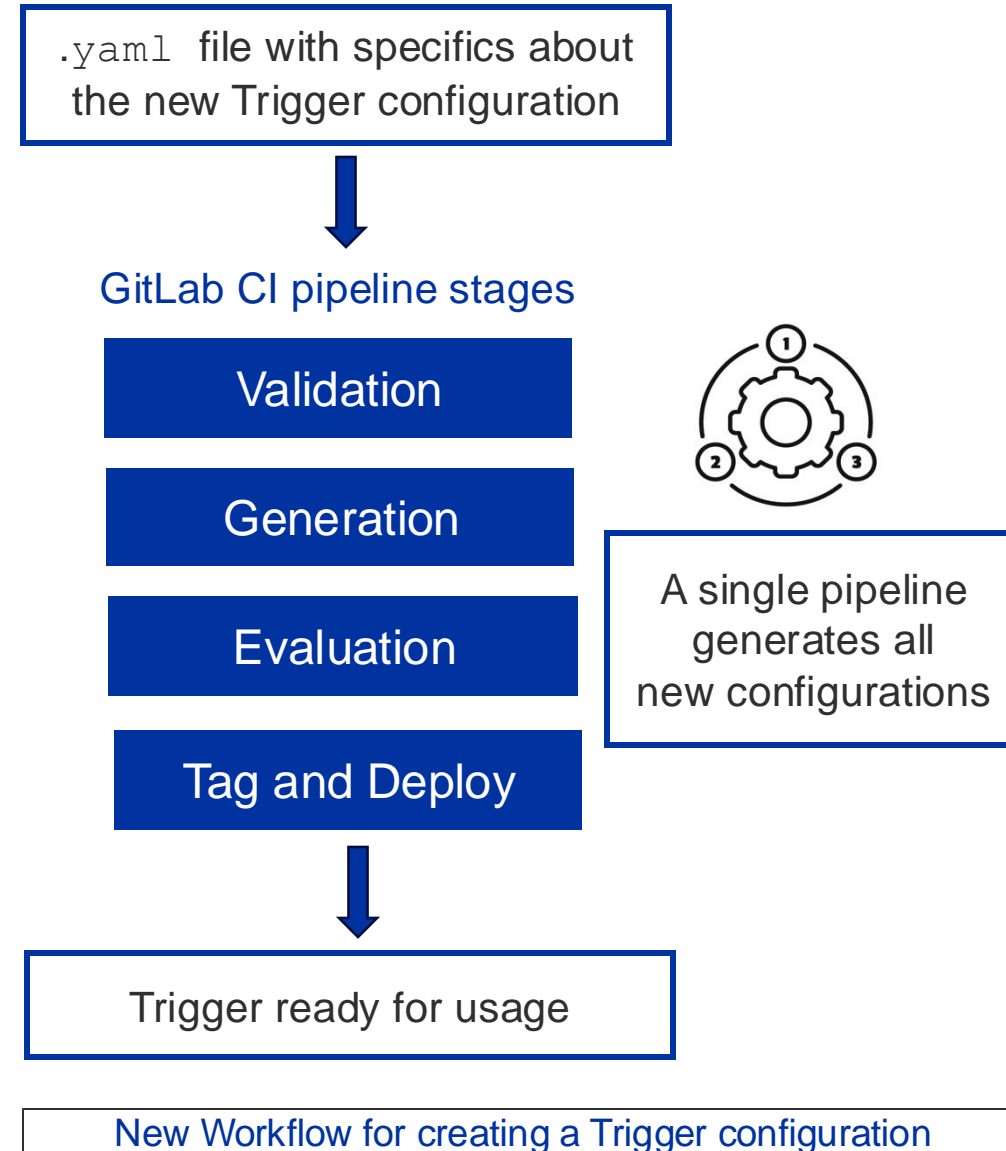 .yaml file with specifics about
the new Trigger configuration
GitLab CI pipeline stages
Validation
Generation
Evaluation
Tag and Deploy
1
2
3
A single pipeline
generates all
new configurations
Trigger ready for usage
New Workflow for creating a Trigger configuration